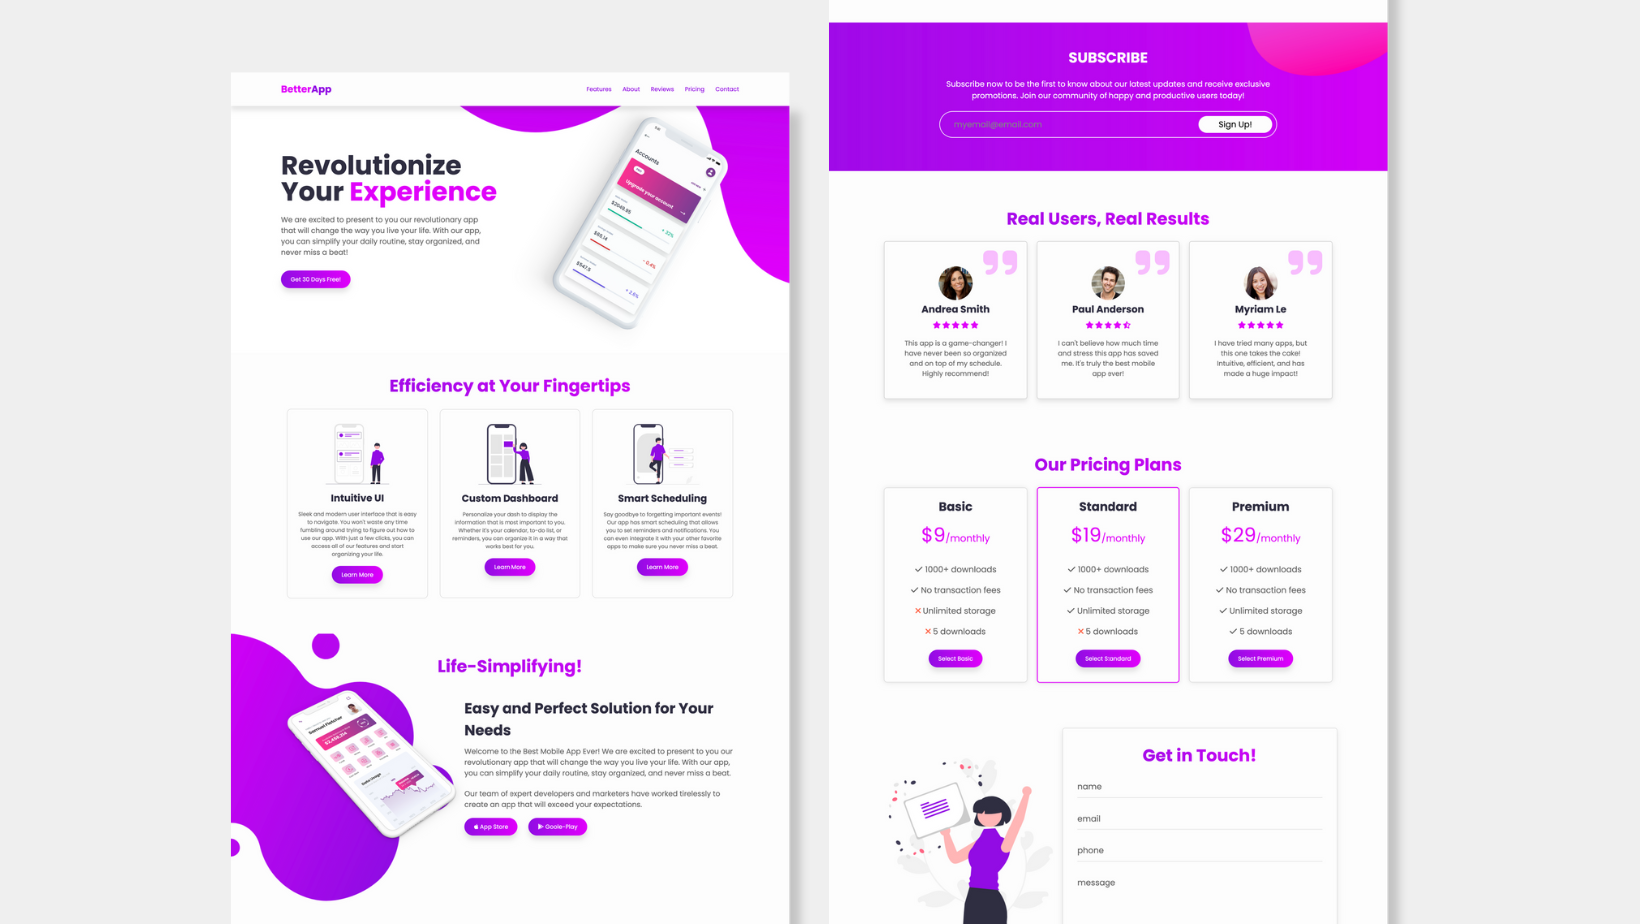 BetterApp
Features About Reviews Pricing Contact
Revolutionize
Your Experience
We are excited to present to you our revolutionary app
that will change the way you live your life. With our app,
you can simplify your daily routine, stay organized, and
never miss a beat!
Get 30 Days Free!
Accounts
Upgrade your account
$2049.95
+ 32%
$86.14
- 0.4%
$547.5
Efficiency at Your Fingertips
Intuitive UI
Sleek and modern user interface that is easy
to navigate. You won't waste any time
fumbling around trying to figure out how to
use our app. With just a few clicks, you can
access all of our features and start
organizing your life.
Learn More
Custom Dashboard
Personalize your dash to display the
information that is most important to you.
Whether it's your calendar, to-do list, or
reminders, you can organize it in a way that
works best for you.
Learn More
Smart Scheduling
Say goodbye to forgetting important events!
Our app has smart scheduling that allows
you to set reminders and notifications. You
can even integrate it with your other favorite
apps to make sure you never miss a beat.
Learn More
Life-Simplifying!
Easy and Perfect Solution for Your
Needs
Welcome to the Best Mobile App Ever! We are excited to present to you our
revolutionary app that will change the way you live your life. With our app,
you can simplify your daily routine, stay organized, and never miss a beat.
Our team of expert developers and marketers have worked tirelessly to
create an app that will exceed your expectations.
App Store
Goole-Play
SUBSCRIBE
Subscribe now to be the first to know about our latest updates and receive exclusive
promotions. Join our community of happy and productive users today!
myemail@email.com
Sign Up!
Real Users, Real Results
Andrea Smith
This app is a game-changer! I
have never been so organized
and on top of my schedule.
Highly recommend!
Paul Anderson
I can't believe how much time
and stress this app has saved
me. It's truly the best mobile
app ever!
Myriam Le
I have tried many apps, but
this one takes the cake!
Intuitive, efficient, and has
made a huge impact!
Our Pricing Plans
Basic
$9/monthly
1000+ downloads
No transaction fees
Unlimited storage
5 downloads
Select Basic
Standard
$19/monthly
1000+ downloads
No transaction fees
Unlimited storage
5 downloads
Select Standard
Premium
$29/monthly
1000+ downloads
No transaction fees
Unlimited storage
5 downloads
Select Premium
Get in Touch!
name
email
phone
message